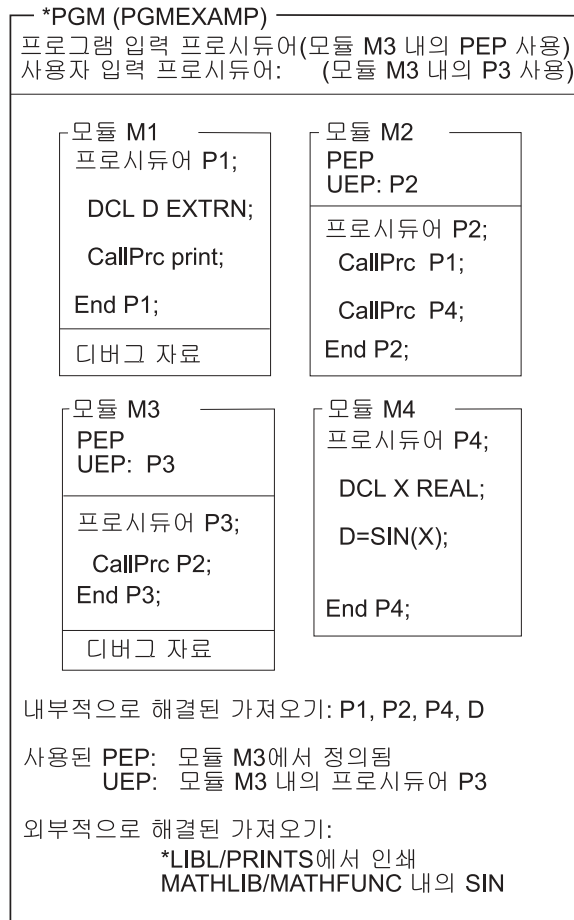 *PGM (PGMEXAMP)
프로그램 입력 프로시듀어(모듈 M3 내의 PEP 사용)
사용자 입력 프로시듀어: (모듈 M3 내의 P3 사용)
모듈 M1
프로시듀어 P1;
DCL D EXTRN;
CallPrc print;
End P1;
디버그 자료
모듈 M2
PEP
UEP: P2
프로시듀어 P2;
CallPrc P1;
CallPrc P4;
End P2;
모듈 M3
PEP
UEP: P3
프로시듀어 P3;
CallPrc P2;
End P3;
디버그 자료
모듈 M4
프로시듀어 P4;
DCL X REAL;
D=SIN(X);
End P4;
내부적으로 해결된 가져오기: P1, P2, P4, D
사용된 PEP: 모듈 M3에서 정의됨
UEP: 모듈 M3 내의 프로시듀어 P3
외부적으로 해결된 가져오기:
*LIBL/PRINTS에서 인쇄
MATHLIB/MATHFUNC 내의 SIN